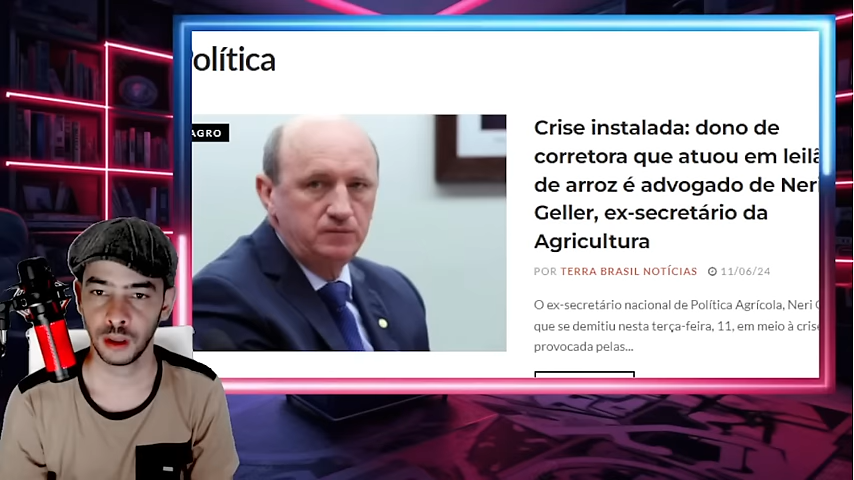 olítica
AGRO
Crise instalada: dono de
corretora que atuou em leilã
de arroz é advogado de Neri
Geller, ex-secretário da
Agricultura
POR TERRA BRASIL NOTÍCIAS 11/06/24
O ex-secretário nacional de Política Agrícola, Neri G
que se demitiu nesta terça-feira, 11, em meio à crise
provocada pelas...